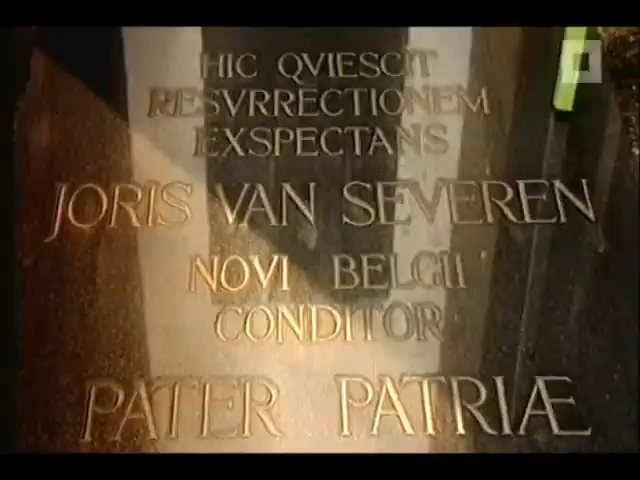 HIC QVIESCIT
RESVRRECTIONEM
EXSPECTANS
JORIS VAN SEVEREN
NOVI BELGII
CONDITOR
PATER PATRIÆ